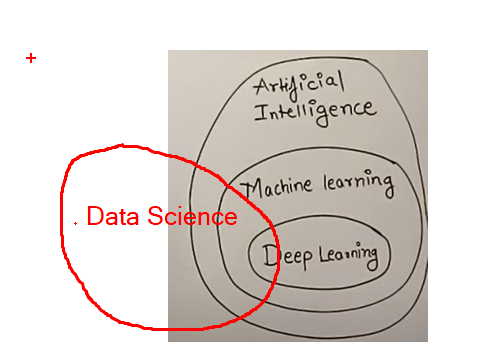 Artificial
Intelligence
Machine learning
Data Science
Deep Learning